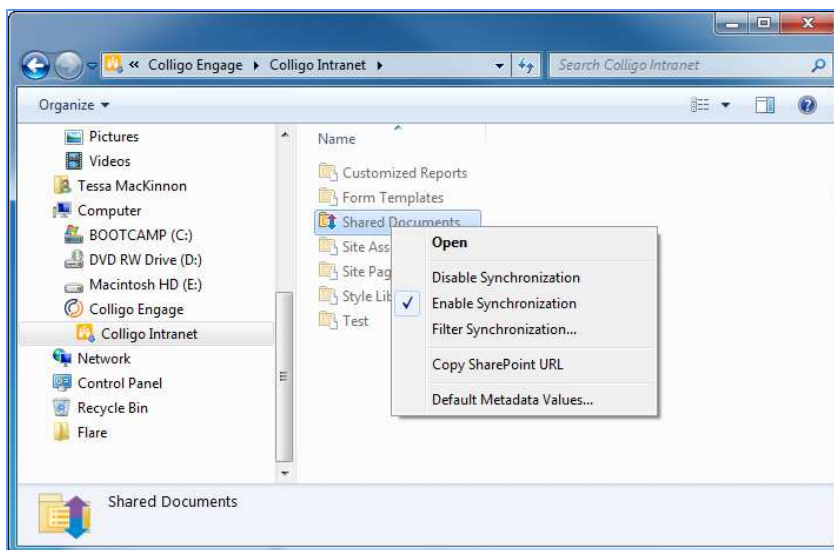 « Colligo Engage ▸ Colligo Intranet ▸
Search Colligo Intranet
Organize
Pictures
Videos
Tessa MacKinnon
Computer
BOOTCAMP (C:)
DVD RW Drive (D:)
Macintosh HD (E:)
Colligo Engage
Colligo Intranet
Network
Control Panel
Recycle Bin
Flare
Name
Customized Reports
Form Templates
Shared Documents
Site Ass
Site Pag
Style Lib
Test
Open
Disable Synchronization
✓ Enable Synchronization
Filter Synchronization...
Copy SharePoint URL
Default Metadata Values...
Shared Documents